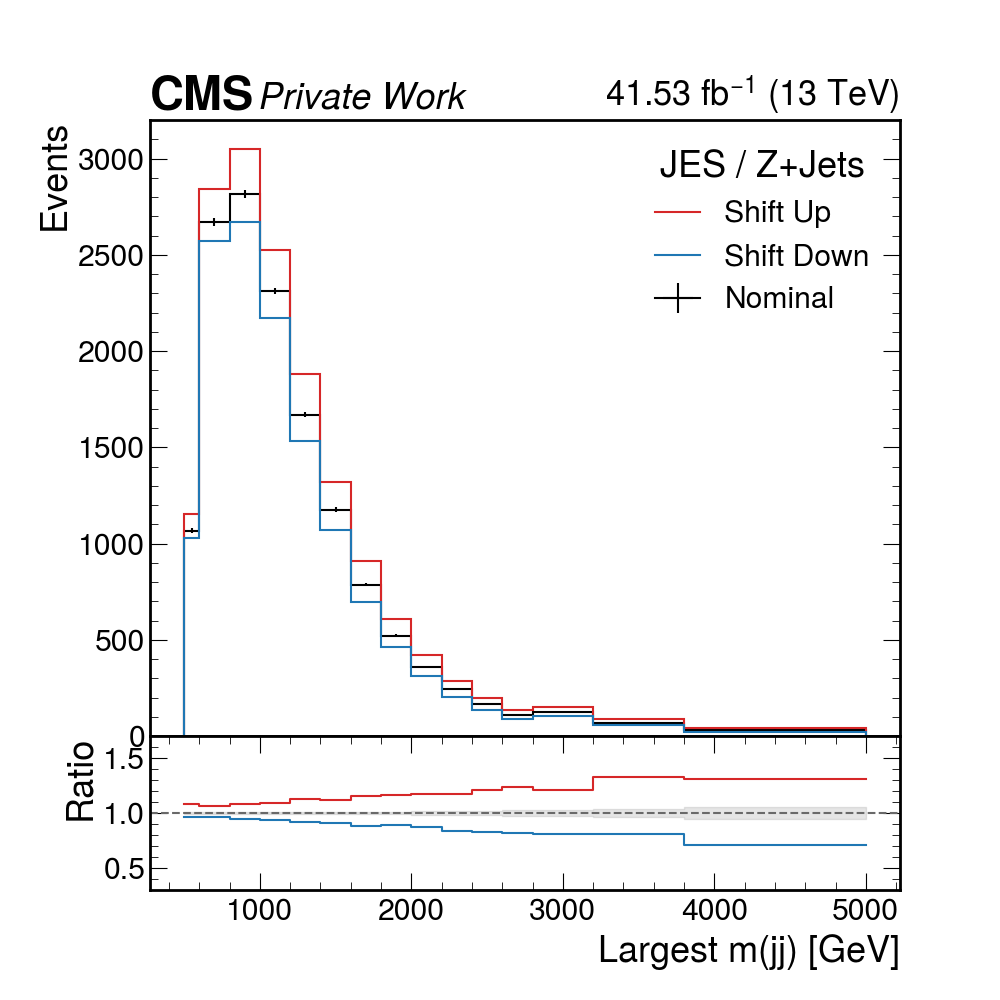 CMS Private Work 41.53 fb⁻¹ (13 TeV)
Events
3000
2500
2000
1500
1000
500
0
JES / Z+Jets
Shift Up
Shift Down
Nominal
Ratio
1.5
1.0
0.5
1000 2000 3000 4000 5000
Largest m(jj) [GeV]